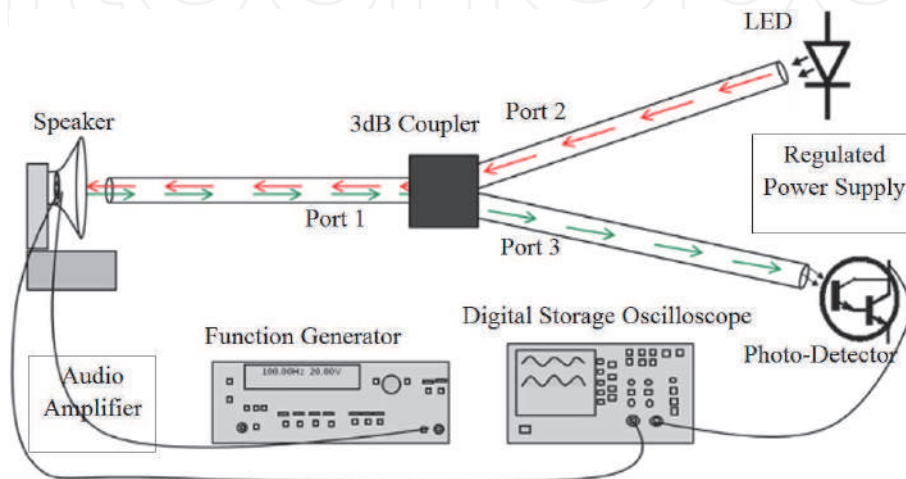 LED
Port 2
Speaker
3dB Coupler
Regulated
Power Supply
Port 1
Port 3
Function Generator
Digital Storage Oscilloscope
Photo-Detector
Audio
Amplifier
100.00Hz 20.00V